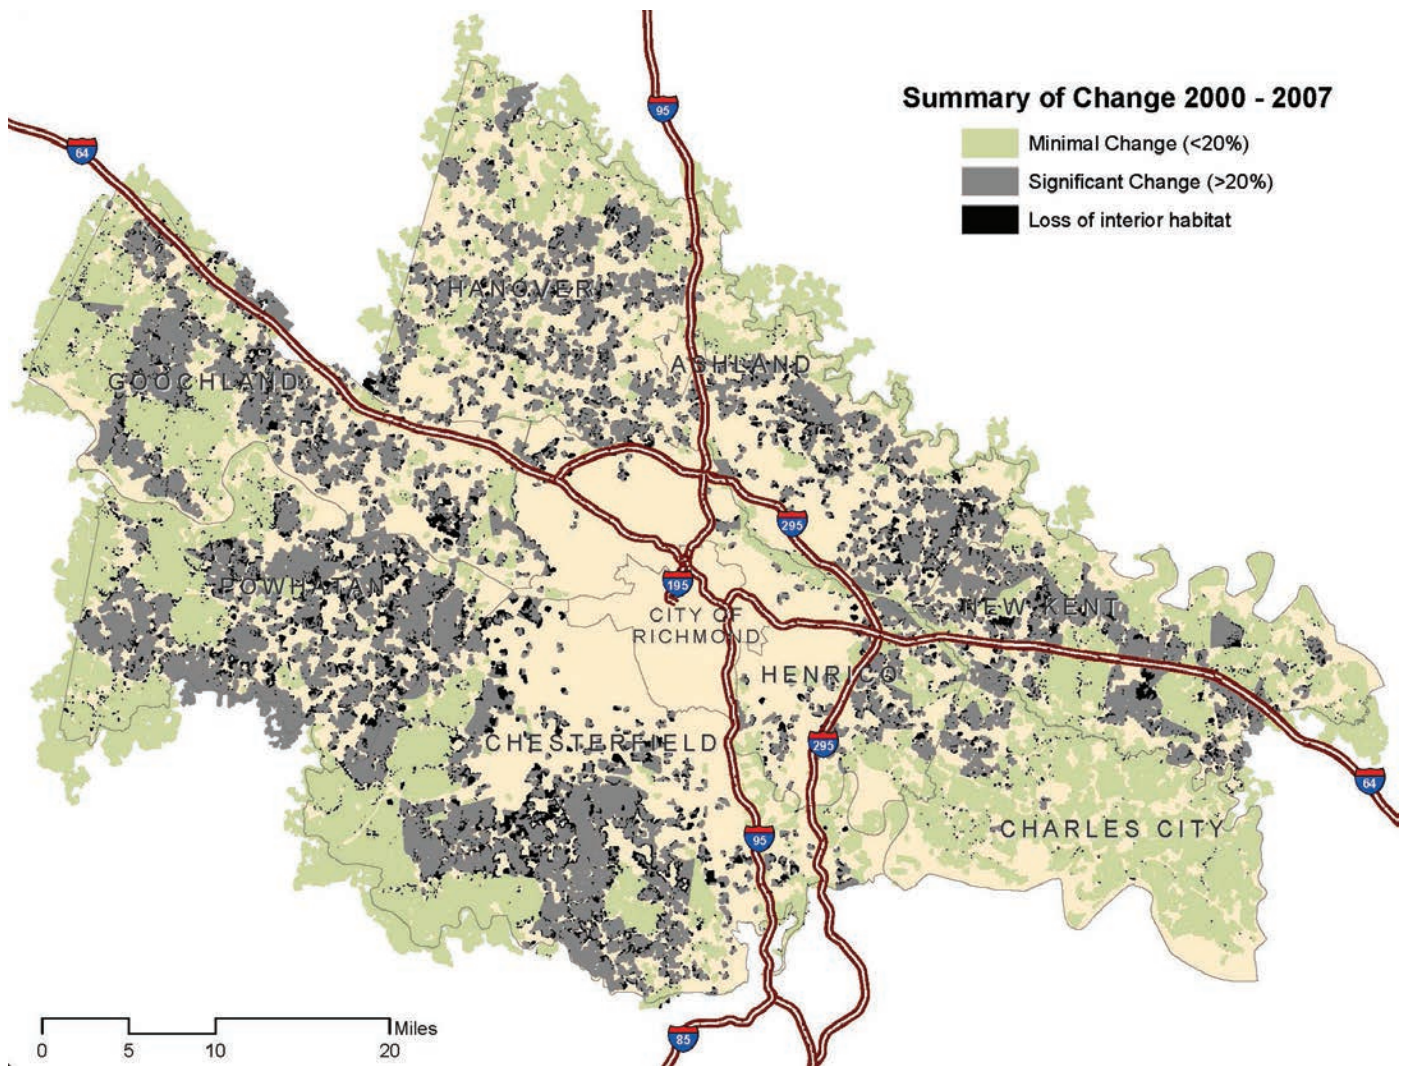 95
Summary of Change 2000 - 2007
Minimal Change (<20%)
Significant Change (>20%)
Loss of interior habitat
64
HANOVER
ASHLAND
GOOCHLAND
295
POWHATAN
195
CITY OF
RICHMOND
NEW KENT
HENRICO
CHESTERFIELD
295
64
CHARLES CITY
95
Miles
0 5 10 20
85